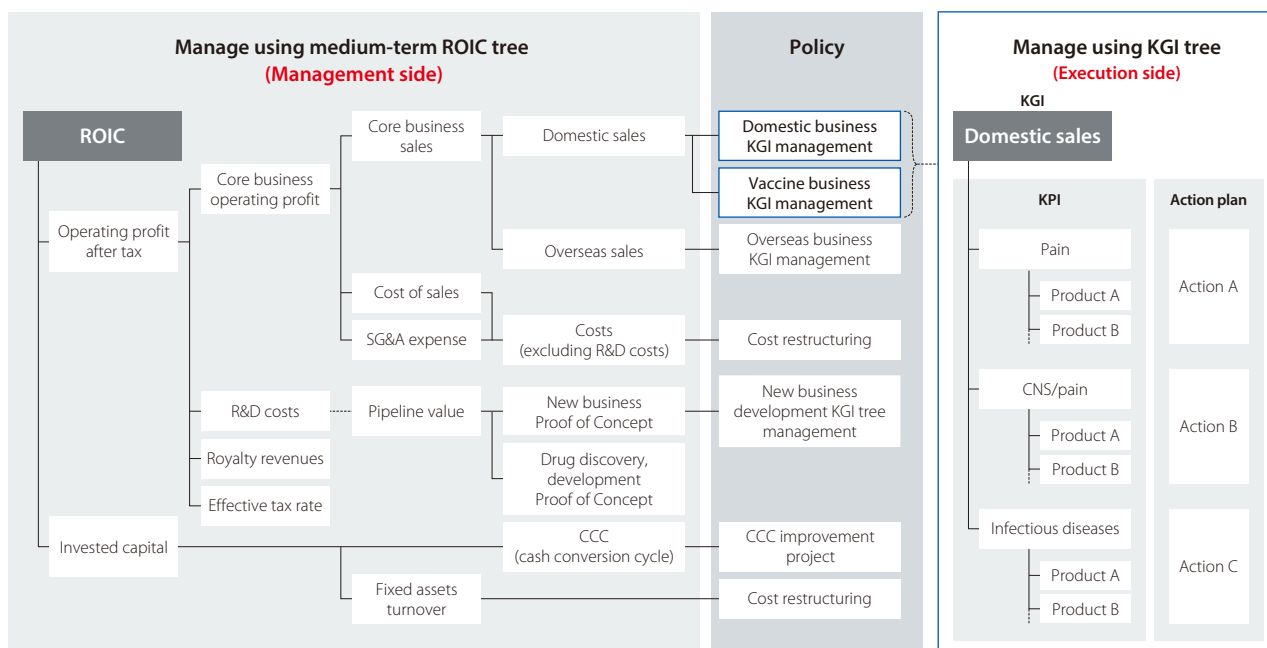 Manage using medium-term ROIC tree
(Management side)
Policy
Manage using KGI tree
(Execution side)
ROIC
Operating profit
after tax
Invested capital
Core business
operating profit
R&D costs
Royalty revenues
Effective tax rate
Core business
sales
Cost of sales
SG&A expense
Pipeline value
Fixed assets
turnover
Domestic sales
Overseas sales
Costs
(excluding R&D costs)
New business
Proof of Concept
Drug discovery,
development
Proof of Concept
CCC
(cash conversion cycle)
Domestic business
KGI management
Vaccine business
KGI management
Overseas business
KGI management
Cost restructuring
New business
development KGI tree
management
CCC improvement
project
Cost restructuring
KGI
Domestic sales
KPI
Pain
Product A
Product B
CNS/pain
Product A
Product B
Infectious diseases
Product A
Product B
Action plan
Action A
Action B
Action C